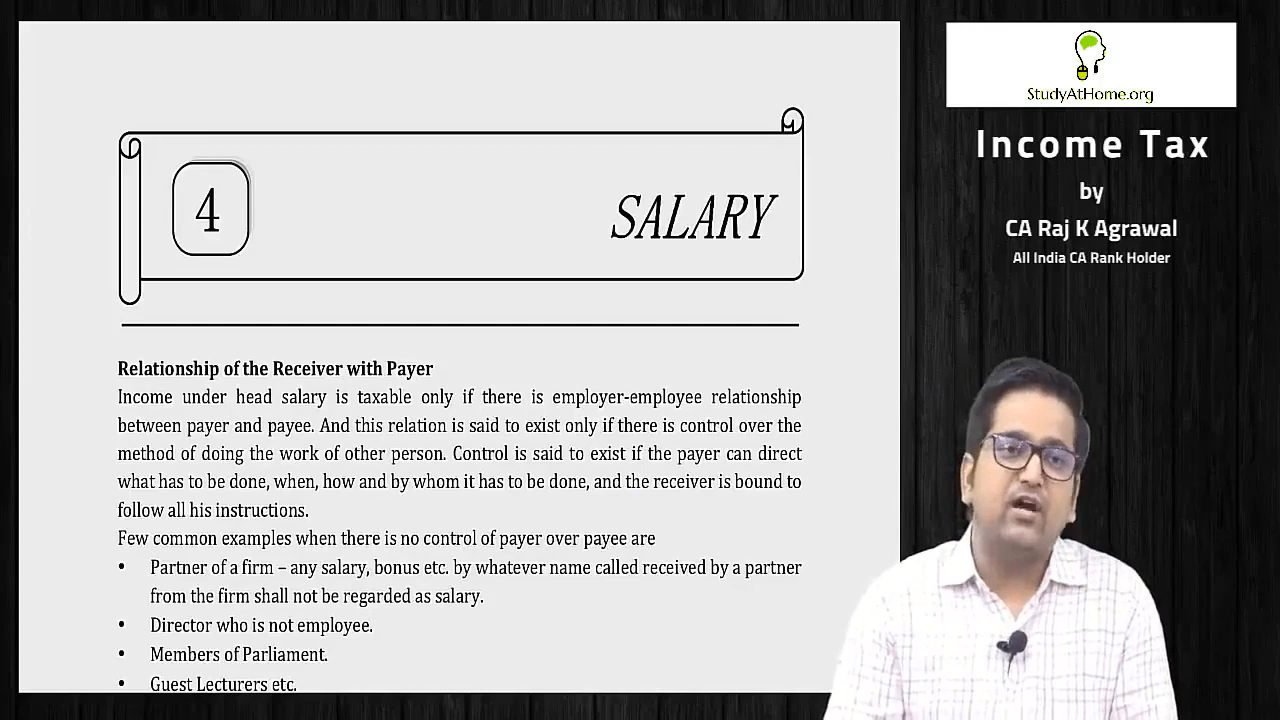 4
SALARY
Relationship of the Receiver with Payer
Income under head salary is taxable only if there is employer-employee relationship
between payer and payee. And this relation is said to exist only if there is control over the
method of doing the work of other person. Control is said to exist if the payer can direct
what has to be done, when, how and by whom it has to be done, and the receiver is bound to
follow all his instructions.
Few common examples when there is no control of payer over payee are
• Partner of a firm – any salary, bonus etc. by whatever name called received by a partner
from the firm shall not be regarded as salary.
• Director who is not employee.
• Members of Parliament.
• Guest Lecturers etc.
StudyAtHome.org
Income Tax
by
CA Raj K Agrawal
All India CA Rank Holder